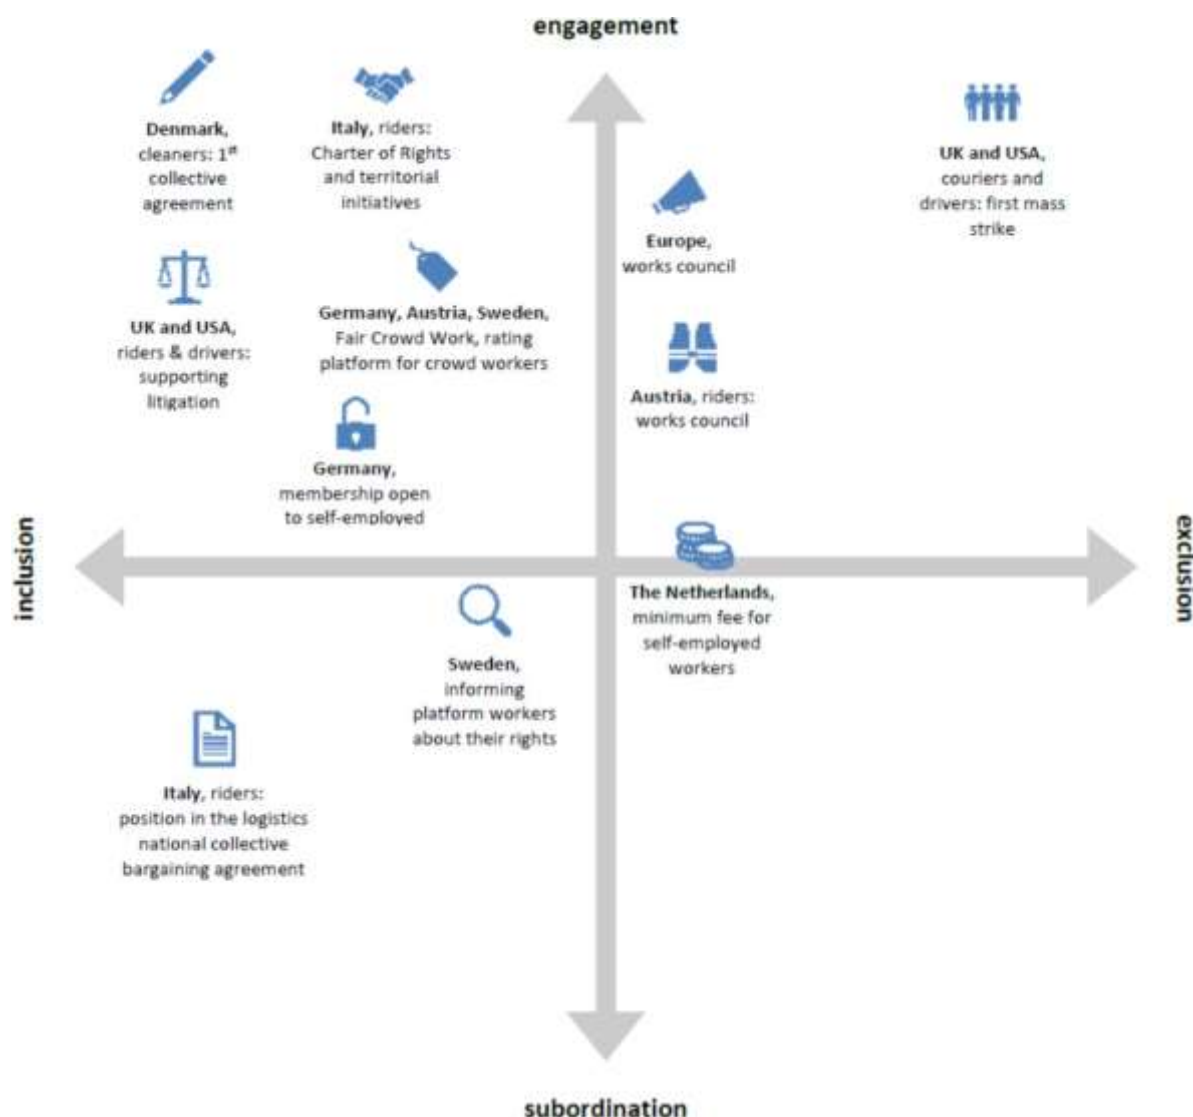 engagement
Denmark,
cleaners: 1st
collective
agreement
Italy, riders:
Charter of Rights
and territorial
initiatives
UK and USA,
couriers and
drivers: first mass
strike
Europe,
works council
UK and USA,
riders & drivers:
supporting
litigation
Germany, Austria, Sweden,
Fair Crowd Work, rating
platform for crowd workers
Austria, riders:
works council
Germany,
membership open
to self-employed
inclusion
exclusion
The Netherlands,
minimum fee for
self-employed
workers
Sweden,
informing
platform workers
about their rights
Italy, riders:
position in the logistics
national collective
bargaining agreement
subordination